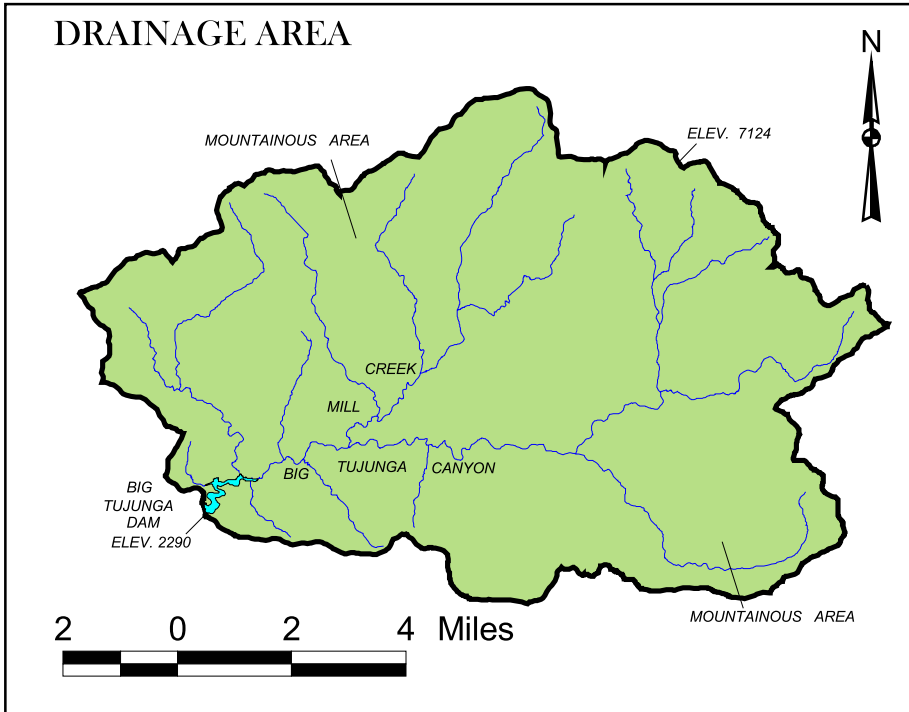 DRAINAGE AREA
N
MOUNTAINOUS AREA
ELEV. 7124
CREEK
MILL
BIG
TUJUNGA
CANYON
BIG
TUJUNGA
DAM
ELEV. 2290
MOUNTAINOUS AREA
2 0 2 4 Miles